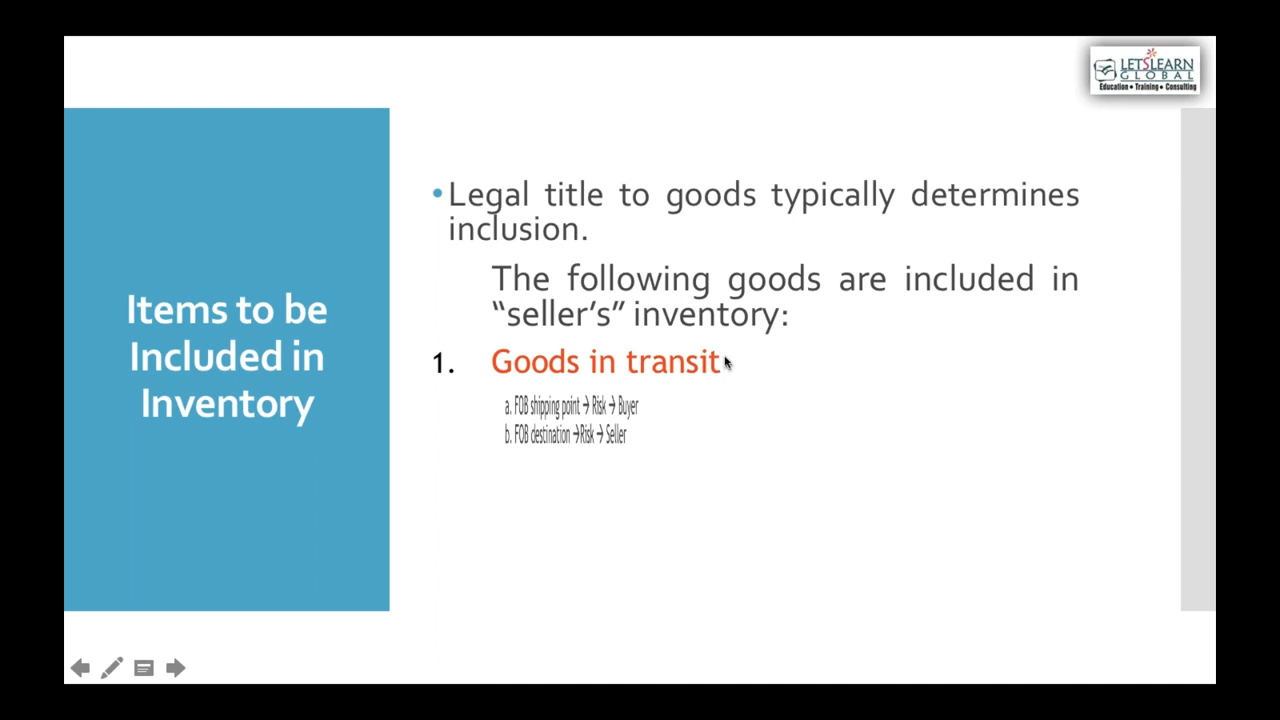 LETSLEARN
GLOBAL
Education • Training • Consulting
Items to be
Included in
Inventory
• Legal title to goods typically determines
inclusion.
The following goods are included in
“seller’s” inventory:
1. Goods in transit
a. FOB shipping point → Risk → Buyer
b. FOB destination →Risk → Seller